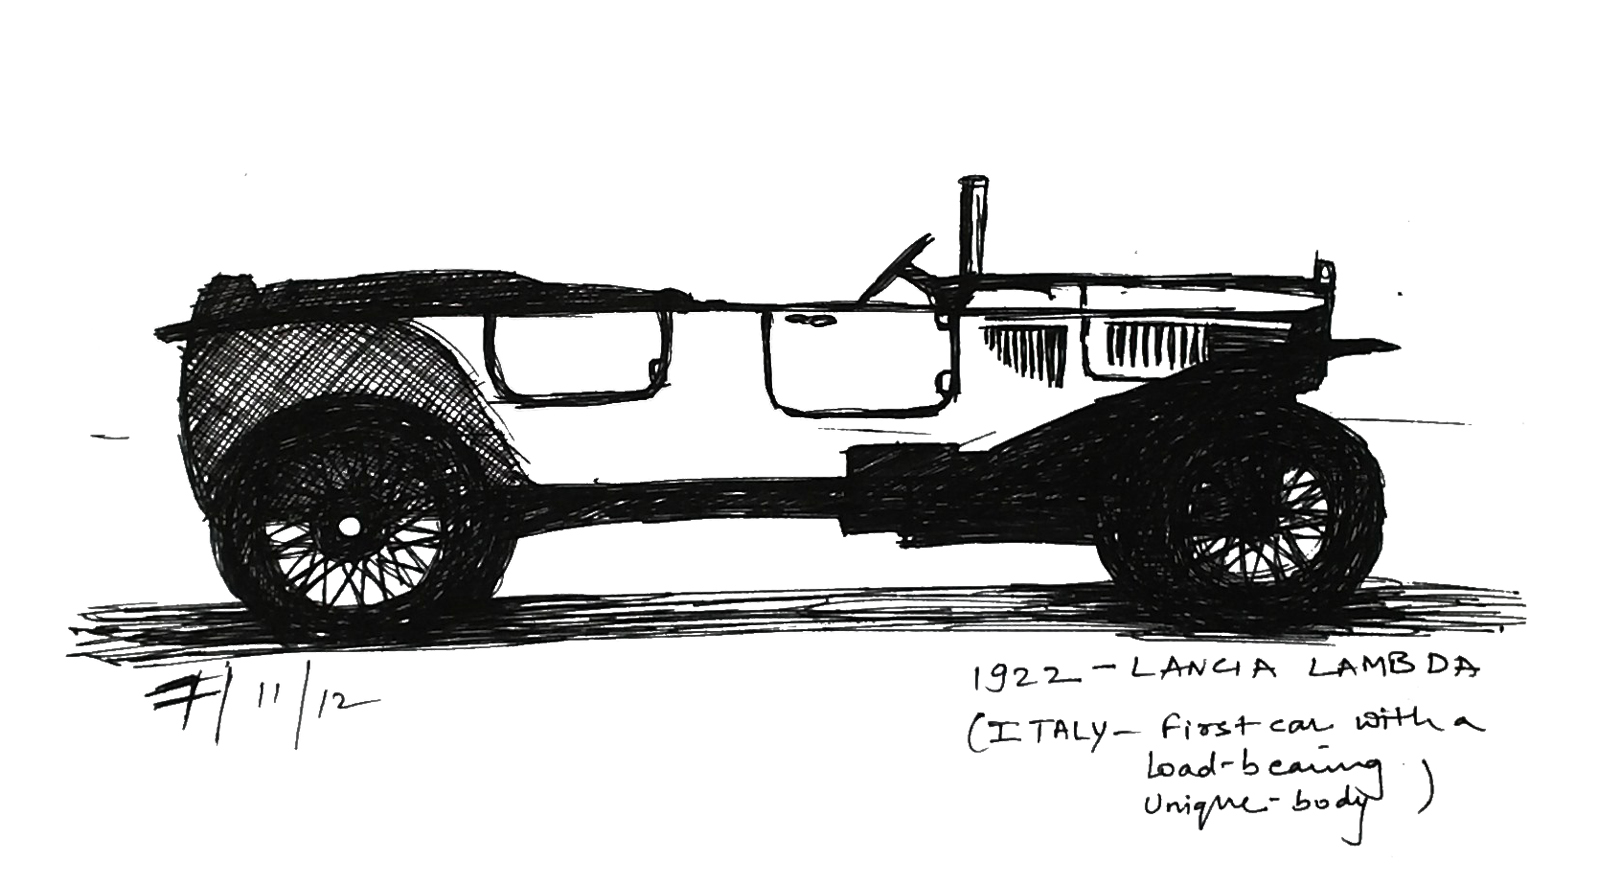 7/11/12
1922 - LANCIA LAMBDA
(ITALY - First car with a
load-bearing
unique-body)